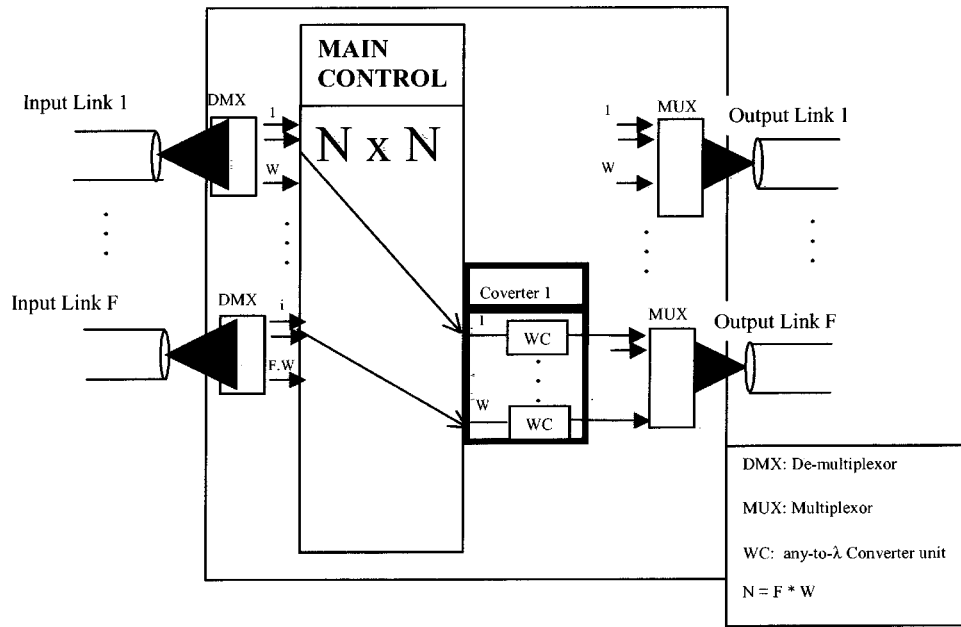 MAIN
CONTROL
N x N
Input Link 1
DMX
1
W
MUX
1
W
Output Link 1
Input Link F
DMX
i
F.W
Coverter 1
1
WC
W
WC
MUX
Output Link F
DMX: De-multiplexor
MUX: Multiplexor
WC: any-to-λ Converter unit
N = F * W